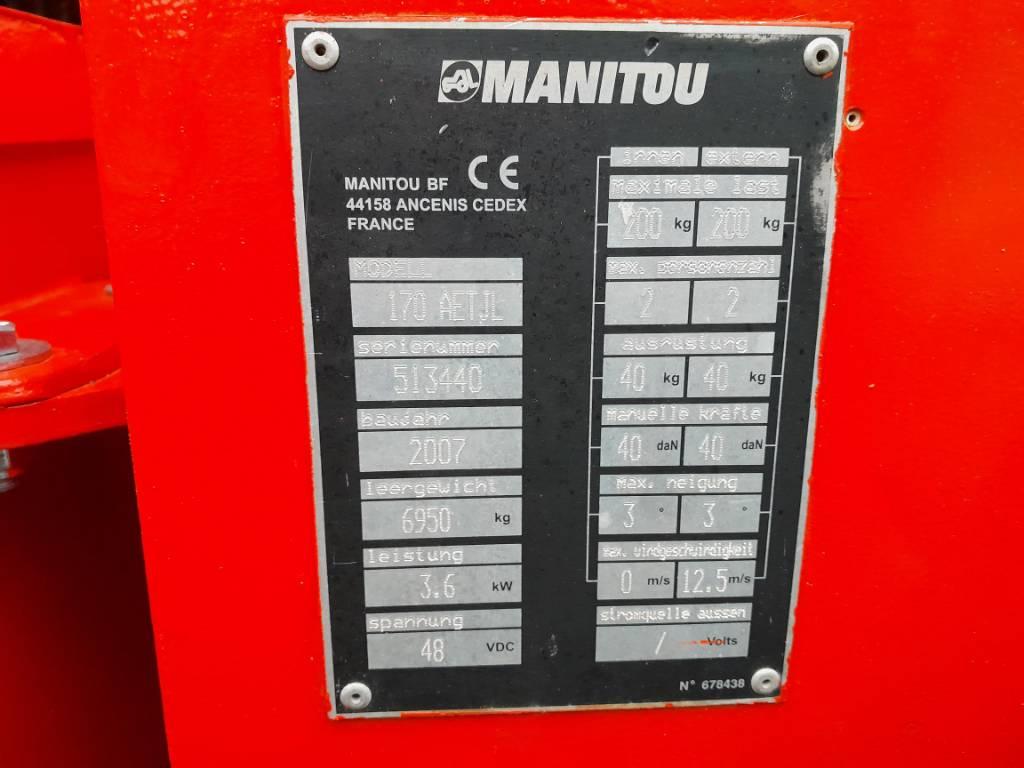 MANITOU
MANITOU BF CE
44158 ANCENIS CEDEX
FRANCE
MODELL
170 AETJL
serienummer
513440
baujahr
2007
leergewicht
6950 kg
leistung
3.6 kW
spannung
48 VDC
innen extern
maximale last
200 kg 200 kg
max. personenzahl
2 2
ausrustung
40 kg 40 kg
manuelle kräfte
40 daN 40 daN
max. neigung
3 ° 3 °
max. windgeschwindigkeit
0 m/s 12.5 m/s
stromquelle aussen
/ Volts
N° 678438